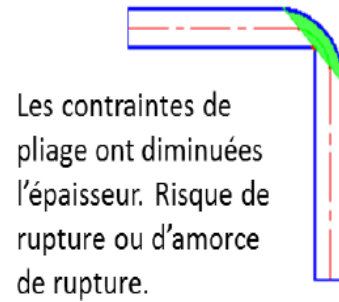 Les contraintes de
pliage ont diminuées
l'épaisseur. Risque de
rupture ou d'amorce
de rupture.